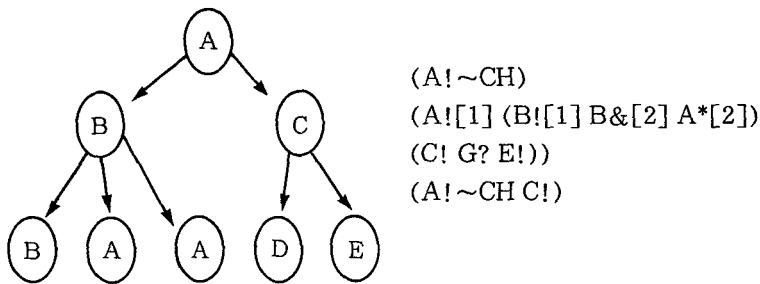 A
B C
B A A D E
(A!~CH)
(A![1] (B![1] B&[2] A*[2])
(C! G? E!))
(A!~CH C!)